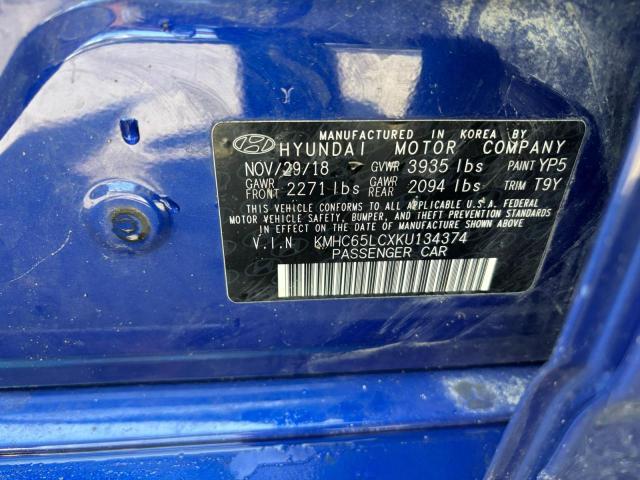 MANUFACTURED IN KOREA BY
HYUNDAI MOTOR COMPANY
NOV/29/18 GVWR 3935 lbs PAINT YP5
GAWR FRONT 2271 lbs GAWR REAR 2094 lbs TRIM T9Y
THIS VEHICLE CONFORMS TO ALL APPLICABLE U.S.A. FEDERAL
MOTOR VEHICLE SAFETY, BUMPER, AND THEFT PREVENTION
STANDARDS IN EFFECT ON THE DATE OF MANUFACTURE SHOWN ABOVE.
V.I.N KMHC65LCXKU134374
PASSENGER CAR